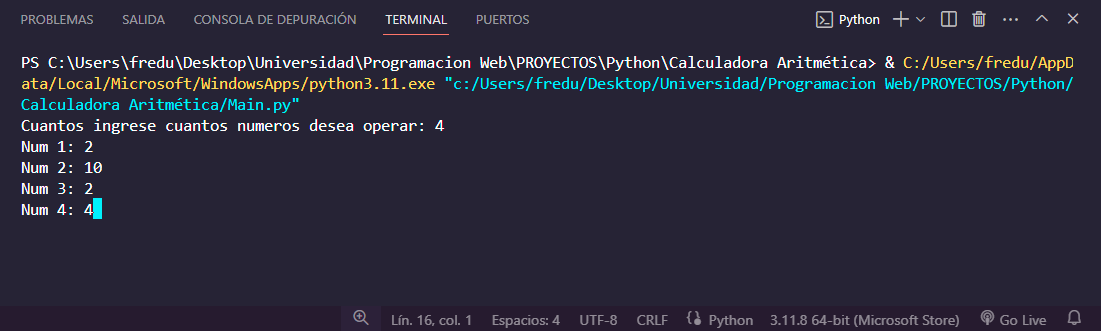 PROBLEMAS SALIDA CONSOLA DE DEPURACIÓN TERMINAL PUERTOS Python
PS C:\Users\fredu\Desktop\Universidad\Programacion Web\PROYECTOS\Python\Calculadora Aritmética> & C:/Users/fredu/AppD
ata/Local/Microsoft/WindowsApps/python3.11.exe "c:/Users/fredu/Desktop/Universidad/Programacion Web/PROYECTOS/Python/
Calculadora Aritmética/Main.py"
Cuantos ingrese cuantos numeros desea operar: 4
Num 1: 2
Num 2: 10
Num 3: 2
Num 4: 4
Lín. 16, col. 1 Espacios: 4 UTF-8 CRLF Python 3.11.8 64-bit (Microsoft Store) Go Live